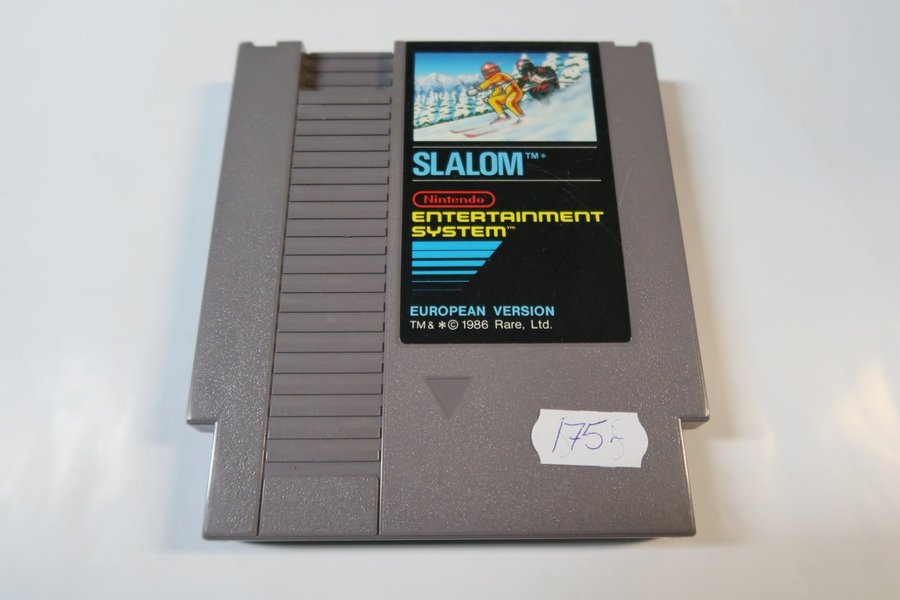 SLALOM™*
Nintendo®
ENTERTAINMENT
SYSTEM™
EUROPEAN VERSION
TM & *© 1986 Rare, Ltd.
175,-